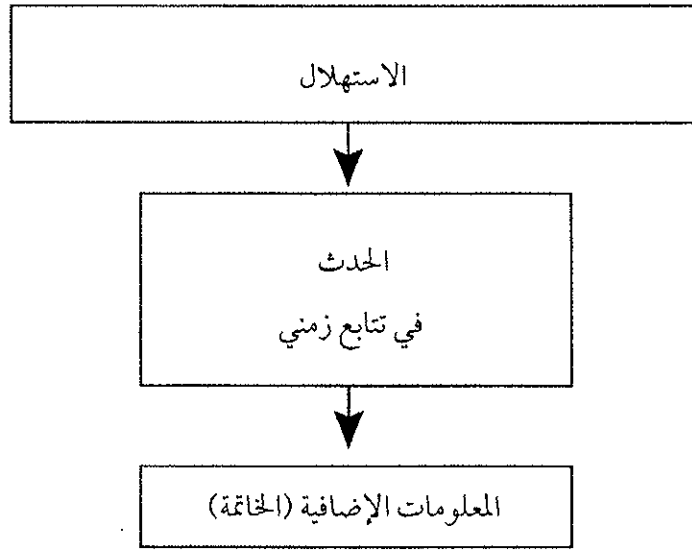 الاستهلال
الحدث
في تتابع زمني
المعلومات الإضافية (الخاتمة)